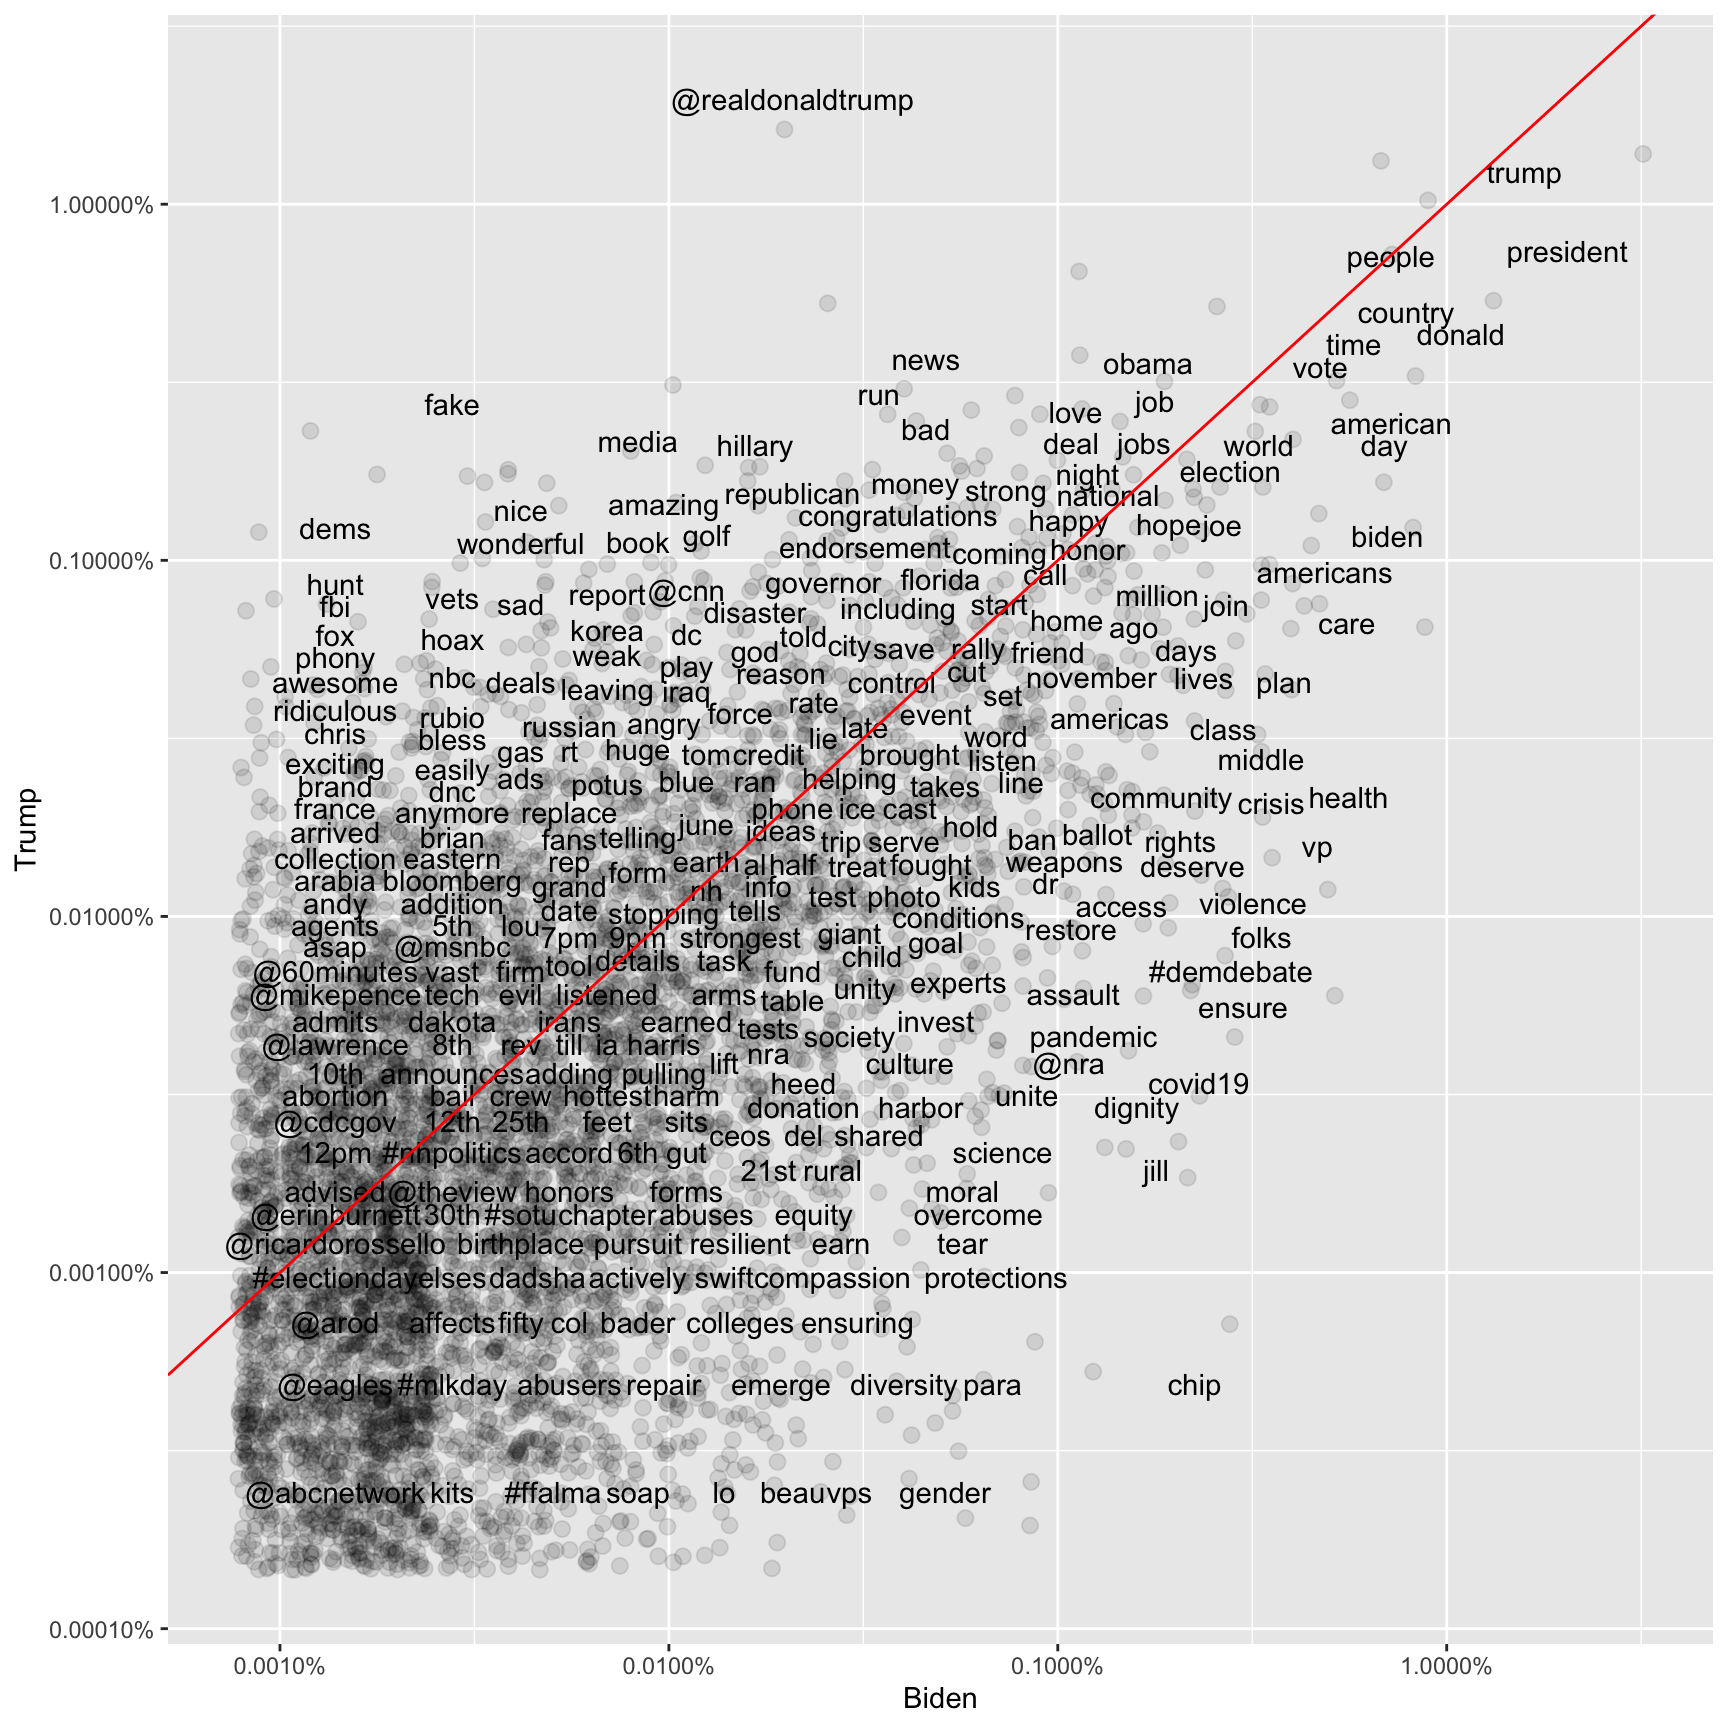 @realdonaldtrump
trump
1.00000%
people president
country
donald
time
news obama vote
run
fake love job
bad american
media hillary deal jobs world day
night election
republican money strong national
nice amazing
congratulations happy hope joe
dems golf biden
wonderful book endorsement coming honor
0.10000%
call americans
hunt governor florida
vets report @cnn million
fbi sad disaster including start join
home care
fox hoax korea dc told ago
city save rally friend days
phony weak god
play reason cut
awesome nbc deals leaving iraq control november lives plan
set
ridiculous rubio force rate event americas
chris russian angry late class
bless lie word
gas rt huge tom credit brought listen middle
exciting easily
brand dnc ads potus blue ran helping takes line
community crisis health
france anymore replace phone ice cast
june hold
arrived brian fans telling ideas trip serve ban ballot rights vp
collection eastern rep earth al half treat fought weapons deserve
form
arabia bloomberg grand nh info kids dr
test photo
andy addition date stopping tells access violence
conditions
0.01000%
agents 5th lou restore
7pm 9pm strongest giant goal folks
asap @msnbc child
@60minutes vast firm tool details task fund #demdebate
experts
@mikepence tech evil listened arms table unity assault
ensure
admits dakota irans earned tests invest
society pandemic
@lawrence 8th rev till ia harris
lift nra culture @nra
10th announces adding pulling heed covid19
abortion bail crew hottest harm unite
donation harbor dignity
@cdcgov 12th 25th feet sits
ceos del shared
12pm #nhpolitics accord 6th gut science
21st rural jill
advised @theview honors forms moral
@erinburnett 30th #sotu chapter abuses equity overcome
@ricardorossello birthplace pursuit resilient earn tear
0.00100%
#electionday elses dads ha actively swift compassion protections
@arod affects fifty col bader colleges ensuring
@eagles #mlkday abusers repair emerge diversity para chip
@abcnetwork kits #ff alma soap lo beau vps gender
0.00010%
0.0010% 0.0100% 0.1000% 1.0000%
Biden
Trump